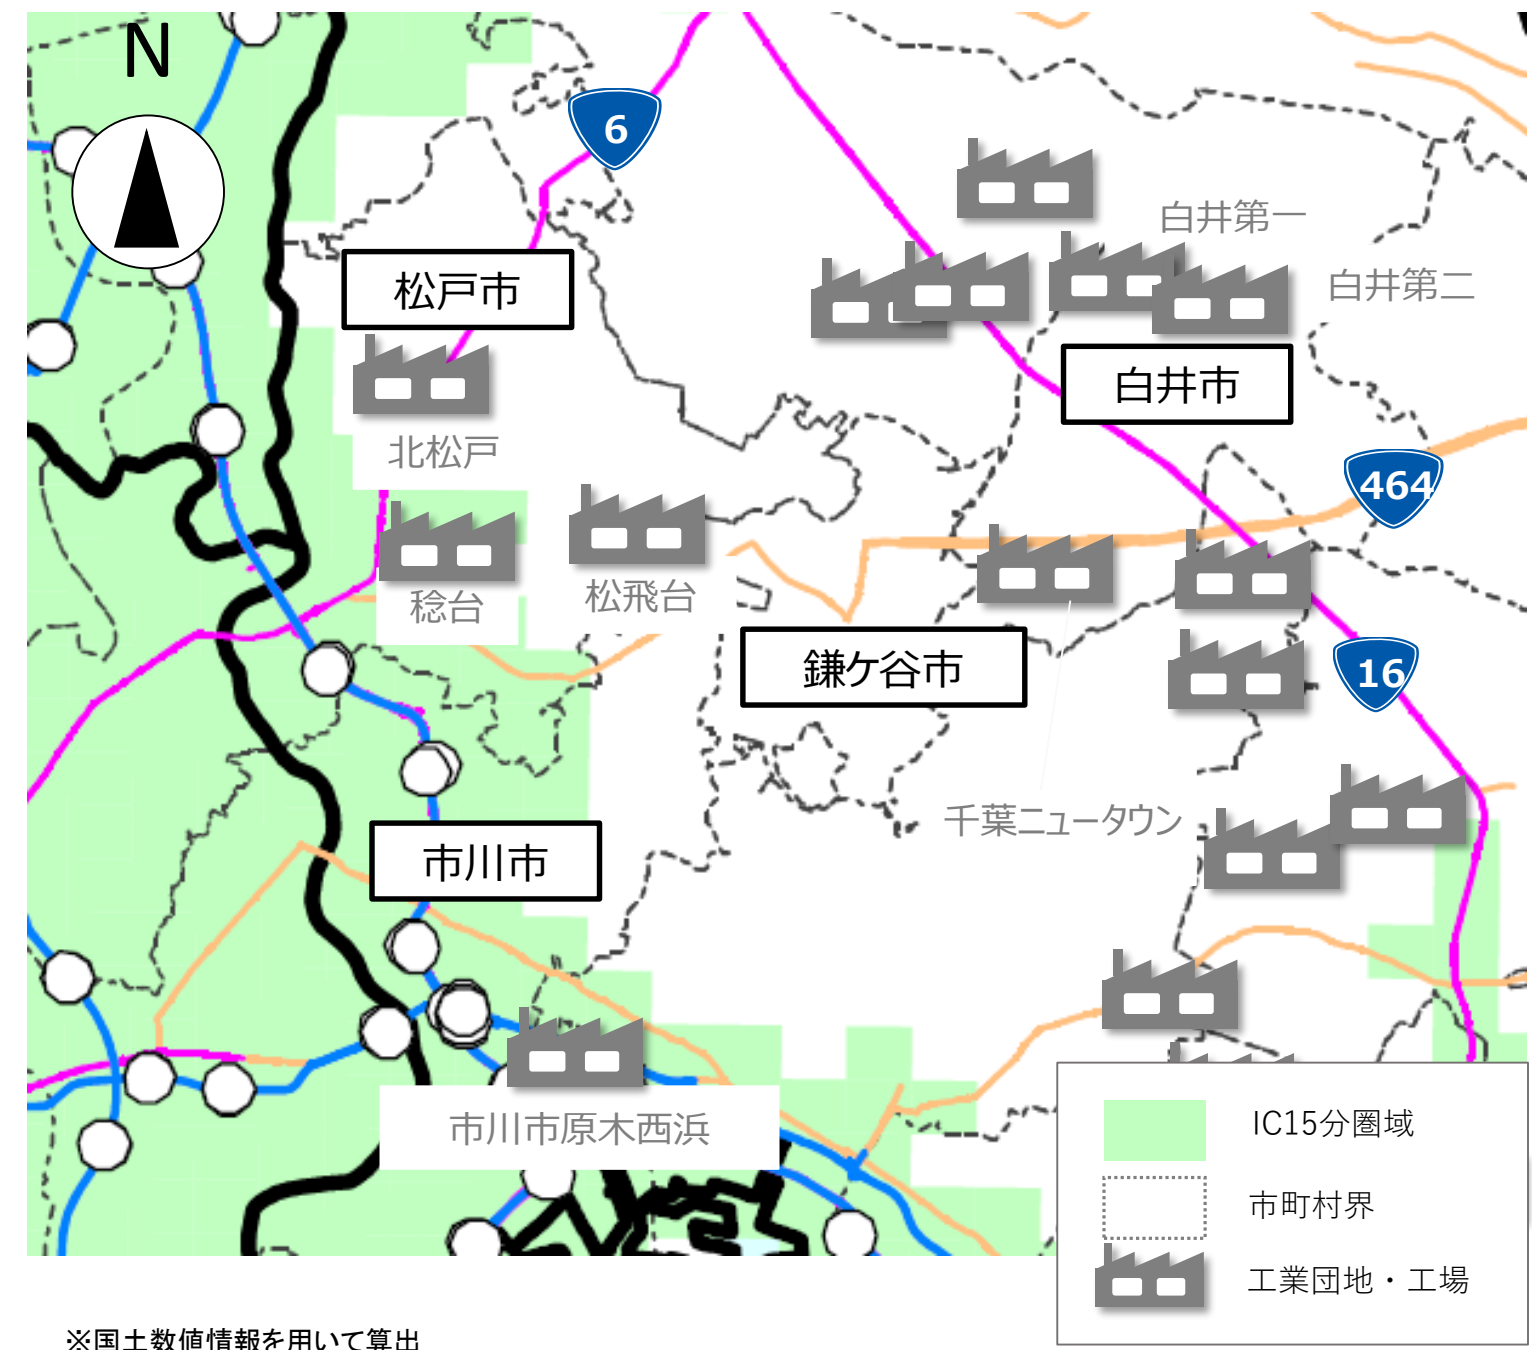 N
6
白井第一
白井第二
松戸市
白井市
北松戸
464
稔台
松飛台
鎌ケ谷市
16
千葉ニュータウン
市川市
市川市原木西浜
IC15分圏域
市町村界
工業団地・工場
※国土数値情報を用いて算出